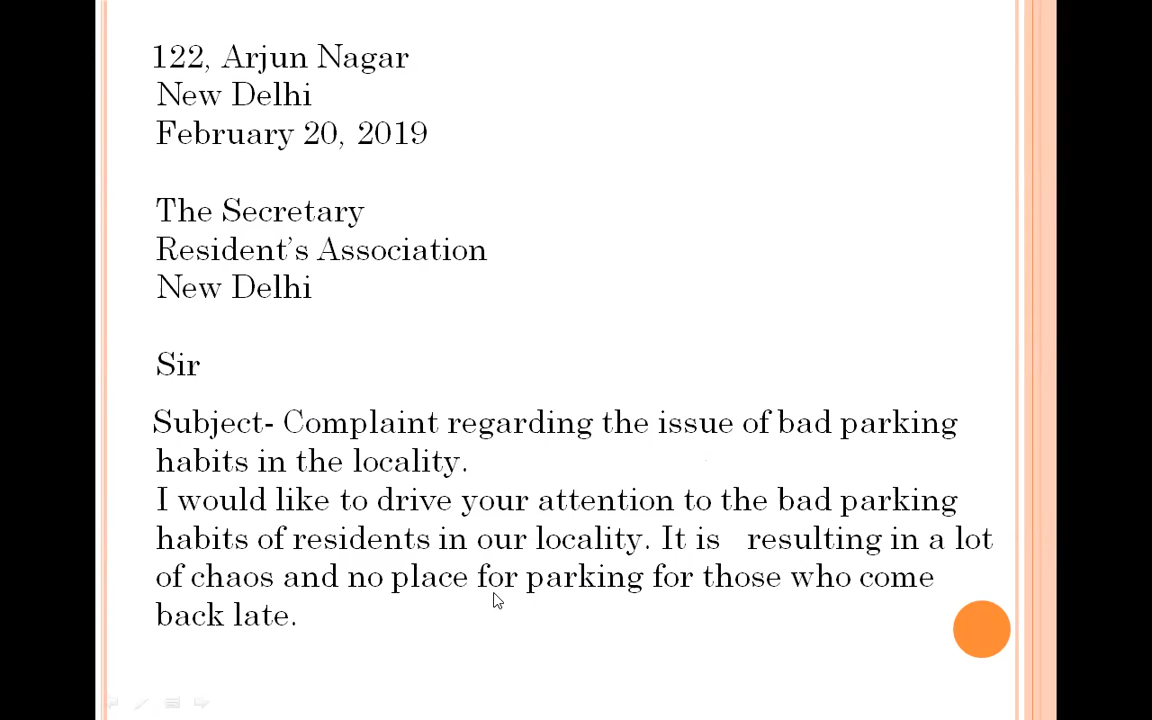 122, Arjun Nagar
New Delhi
February 20, 2019
The Secretary
Resident's Association
New Delhi
Sir
Subject- Complaint regarding the issue of bad parking
habits in the locality.
I would like to drive your attention to the bad parking
habits of residents in our locality. It is resulting in a lot
of chaos and no place for parking for those who come
back late.